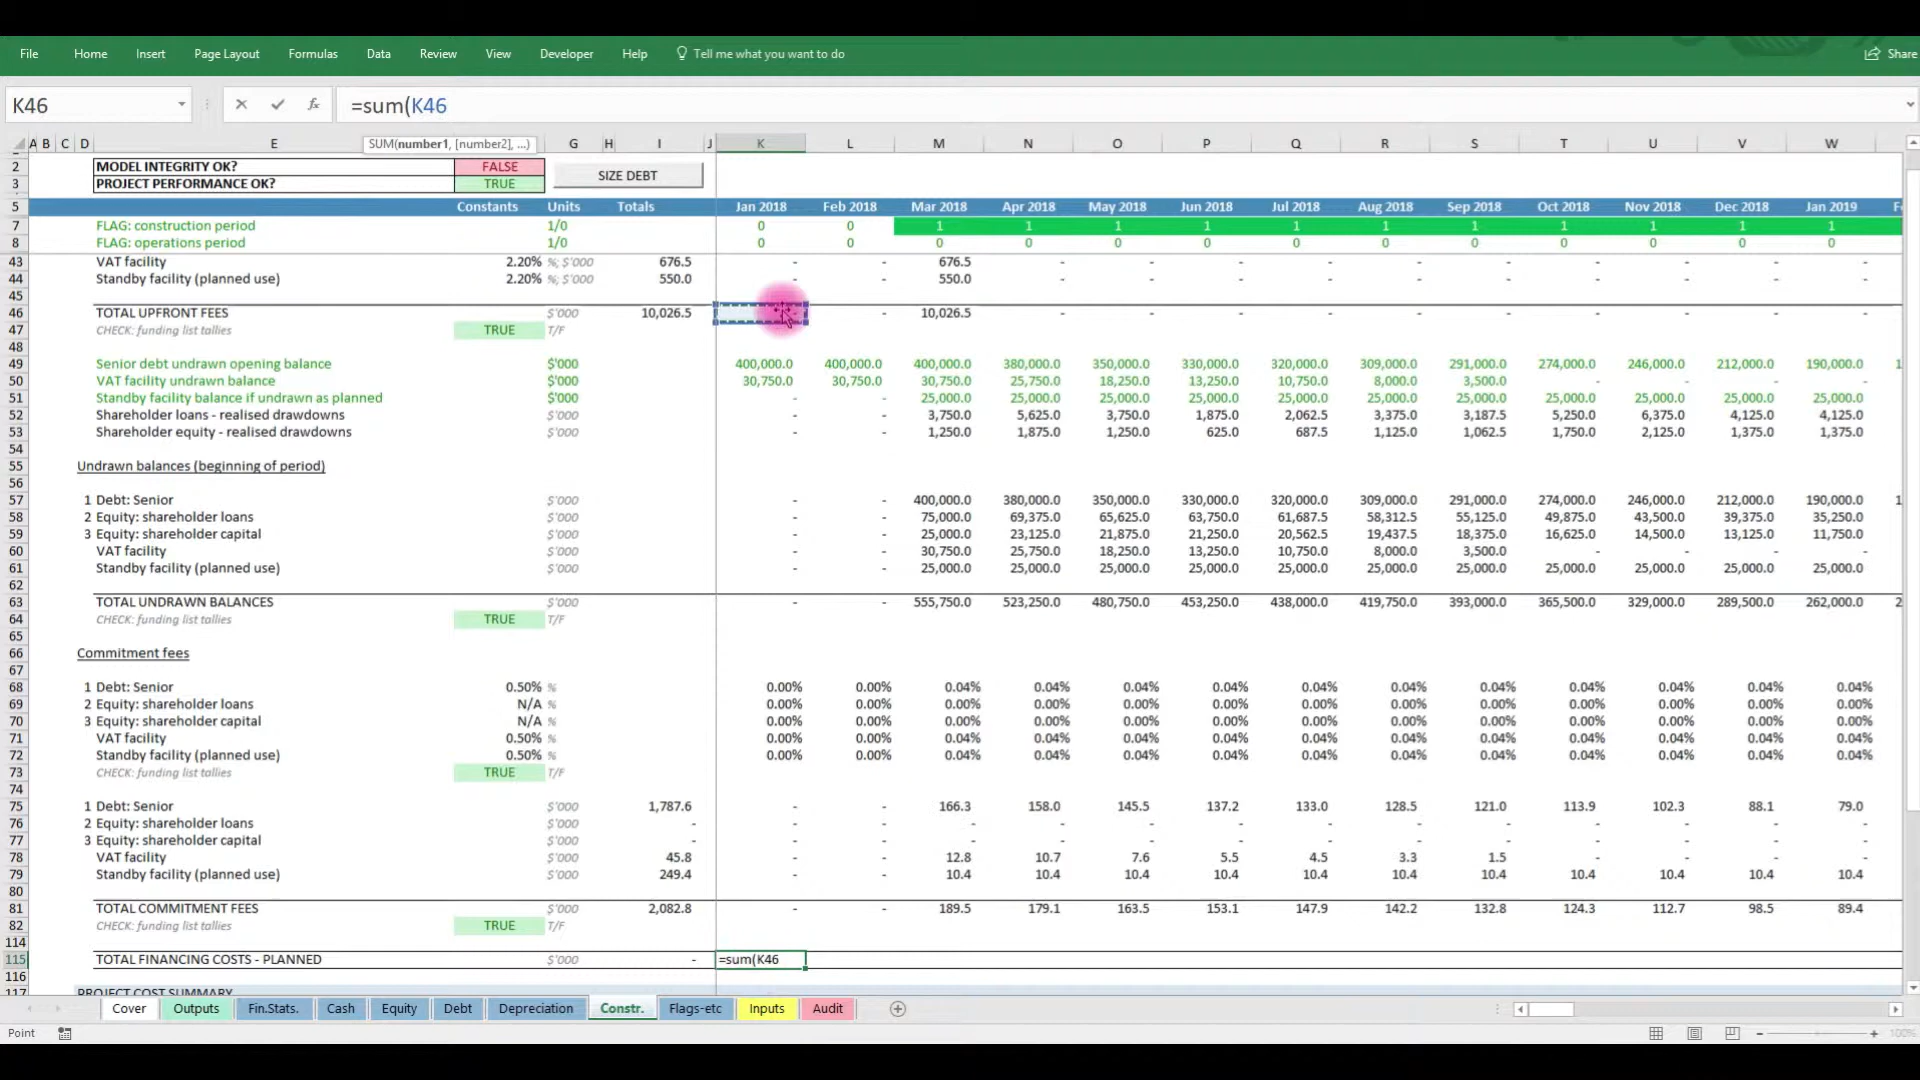 File Home Insert Page Layout Formulas Data Review View Developer Help Tell me what you want to do Share
K46 =sum(K46
A B C D E SUM(number1, [number2], ...) G H I J K L M N O P Q R S T U V W
2 MODEL INTEGRITY OK? FALSE SIZE DEBT
3 PROJECT PERFORMANCE OK? TRUE
5 Constants Units Totals Jan 2018 Feb 2018 Mar 2018 Apr 2018 May 2018 Jun 2018 Jul 2018 Aug 2018 Sep 2018 Oct 2018 Nov 2018 Dec 2018 Jan 2019
7 FLAG: construction period 1/0 0 0 1 1 1 1 1 1 1 1 1 1 1
8 FLAG: operations period 1/0 0 0 0 0 0 0 0 0 0 0 0 0 0
43 VAT facility 2.20% %; $'000 676.5 - - 676.5 - - - - - - - - - -
44 Standby facility (planned use) 2.20% %; $'000 550.0 - - 550.0 - - - - - - - - - -
45
46 TOTAL UPFRONT FEES $'000 10,026.5 - - 10,026.5 - - - - - - - - - -
47 CHECK: funding list tallies TRUE T/F
48
49 Senior debt undrawn opening balance $'000 400,000.0 400,000.0 400,000.0 380,000.0 350,000.0 330,000.0 320,000.0 309,000.0 291,000.0 274,000.0 246,000.0 212,000.0 190,000.0 1
50 VAT facility undrawn balance $'000 30,750.0 30,750.0 30,750.0 25,750.0 18,250.0 13,250.0 10,750.0 8,000.0 3,500.0 - - - -
51 Standby facility balance if undrawn as planned $'000 - - 25,000.0 25,000.0 25,000.0 25,000.0 25,000.0 25,000.0 25,000.0 25,000.0 25,000.0 25,000.0 25,000.0
52 Shareholder loans - realised drawdowns $'000 - - 3,750.0 5,625.0 3,750.0 1,875.0 2,062.5 3,375.0 3,187.5 5,250.0 6,375.0 4,125.0 4,125.0
53 Shareholder equity - realised drawdowns $'000 - - 1,250.0 1,875.0 1,250.0 625.0 687.5 1,125.0 1,062.5 1,750.0 2,125.0 1,375.0 1,375.0
54
55 Undrawn balances (beginning of period)
56
57 1 Debt: Senior $'000 - - 400,000.0 380,000.0 350,000.0 330,000.0 320,000.0 309,000.0 291,000.0 274,000.0 246,000.0 212,000.0 190,000.0 1
58 2 Equity: shareholder loans $'000 - - 75,000.0 69,375.0 65,625.0 63,750.0 61,687.5 58,312.5 55,125.0 49,875.0 43,500.0 39,375.0 35,250.0
59 3 Equity: shareholder capital $'000 - - 25,000.0 23,125.0 21,875.0 21,250.0 20,562.5 19,437.5 18,375.0 16,625.0 14,500.0 13,125.0 11,750.0
60 VAT facility $'000 - - 30,750.0 25,750.0 18,250.0 13,250.0 10,750.0 8,000.0 3,500.0 - - - -
61 Standby facility (planned use) $'000 - - 25,000.0 25,000.0 25,000.0 25,000.0 25,000.0 25,000.0 25,000.0 25,000.0 25,000.0 25,000.0 25,000.0
62
63 TOTAL UNDRAWN BALANCES $'000 - - 555,750.0 523,250.0 480,750.0 453,250.0 438,000.0 419,750.0 393,000.0 365,500.0 329,000.0 289,500.0 262,000.0 2
64 CHECK: funding list tallies TRUE T/F
65
66 Commitment fees
67
68 1 Debt: Senior 0.50% % 0.00% 0.00% 0.04% 0.04% 0.04% 0.04% 0.04% 0.04% 0.04% 0.04% 0.04% 0.04% 0.04%
69 2 Equity: shareholder loans N/A % 0.00% 0.00% 0.00% 0.00% 0.00% 0.00% 0.00% 0.00% 0.00% 0.00% 0.00% 0.00% 0.00%
70 3 Equity: shareholder capital N/A % 0.00% 0.00% 0.00% 0.00% 0.00% 0.00% 0.00% 0.00% 0.00% 0.00% 0.00% 0.00% 0.00%
71 VAT facility 0.50% % 0.00% 0.00% 0.04% 0.04% 0.04% 0.04% 0.04% 0.04% 0.04% 0.04% 0.04% 0.04% 0.04%
72 Standby facility (planned use) 0.50% % 0.00% 0.00% 0.04% 0.04% 0.04% 0.04% 0.04% 0.04% 0.04% 0.04% 0.04% 0.04% 0.04%
73 CHECK: funding list tallies TRUE T/F
74
75 1 Debt: Senior $'000 1,787.6 - - 166.3 158.0 145.5 137.2 133.0 128.5 121.0 113.9 102.3 88.1 79.0
76 2 Equity: shareholder loans $'000 - - - - - - - - - - - - - -
77 3 Equity: shareholder capital $'000 - - - - - - - - - - - - - -
78 VAT facility $'000 45.8 - - 12.8 10.7 7.6 5.5 4.5 3.3 1.5 - - - -
79 Standby facility (planned use) $'000 249.4 - - 10.4 10.4 10.4 10.4 10.4 10.4 10.4 10.4 10.4 10.4 10.4
80
81 TOTAL COMMITMENT FEES $'000 2,082.8 - - 189.5 179.1 163.5 153.1 147.9 142.2 132.8 124.3 112.7 98.5 89.4
82 CHECK: funding list tallies TRUE T/F
114
115 TOTAL FINANCING COSTS - PLANNED $'000 - =sum(K46
116
117 PROJECT COST SUMMARY
Cover Outputs Fin.Stats. Cash Equity Debt Depreciation Constr. Flags-etc Inputs Audit
Point 100%